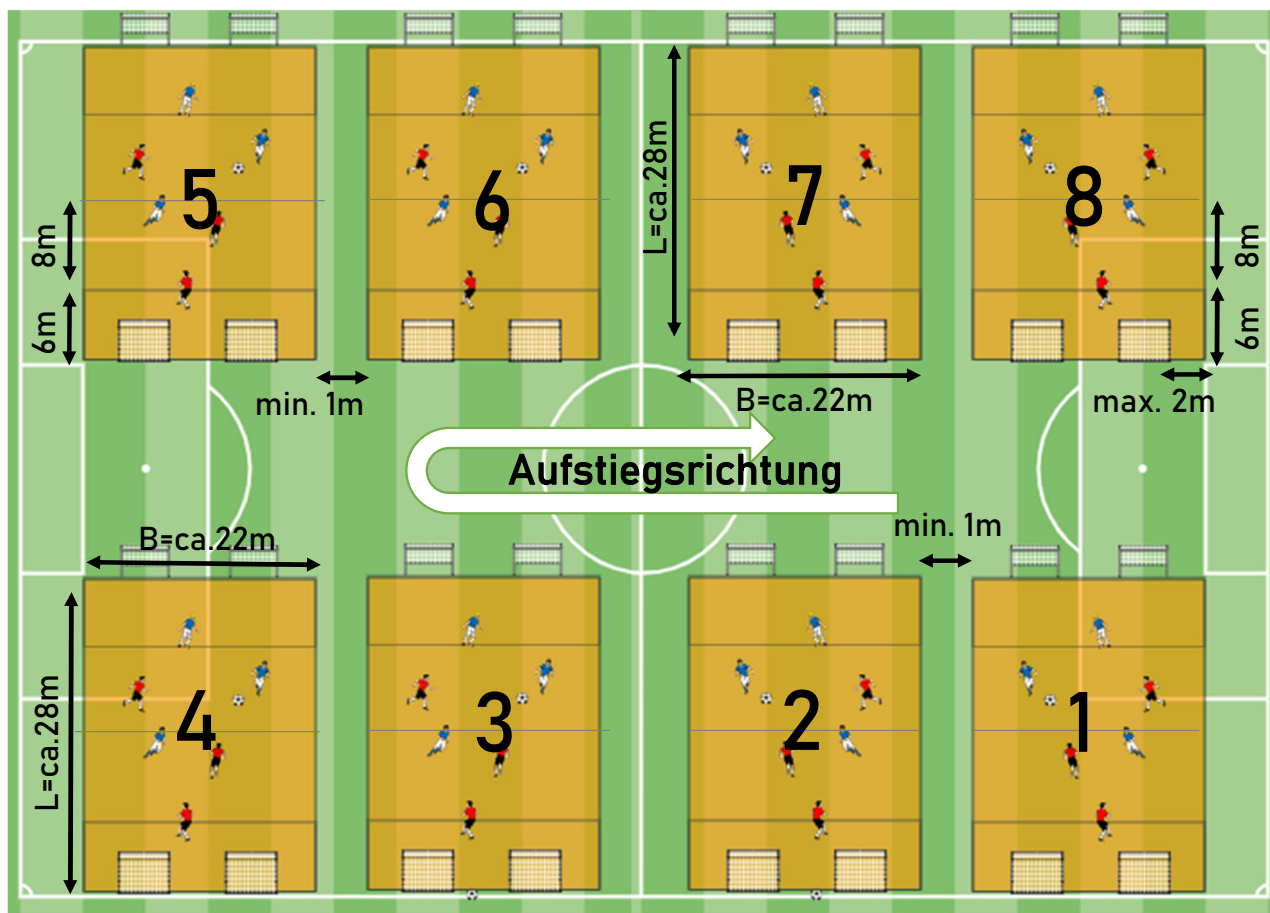 5
6
7
8
L=ca.28m
8m
6m
8m
6m
min. 1m
B=ca.22m
max. 2m
Aufstiegsrichtung
min. 1m
B=ca.22m
L=ca.28m
4
3
2
1